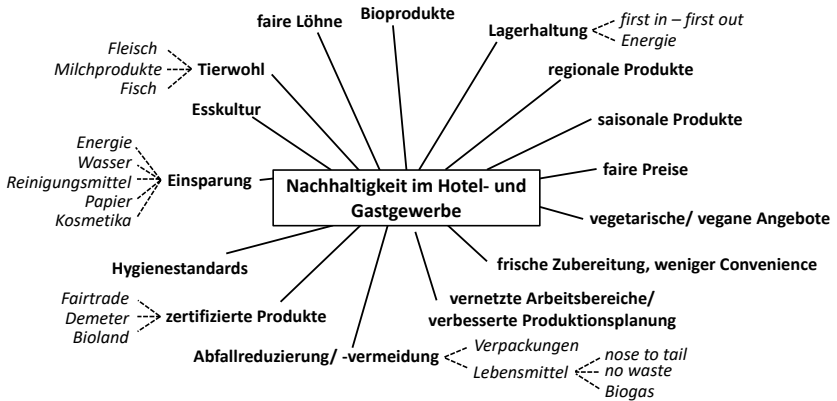 Bioprodukte
faire Löhne
first in – first out
Lagerhaltung
Energie
Fleisch
Milchprodukte
Tierwohl
Fisch
regionale Produkte
Esskultur
saisonale Produkte
Energie
Wasser
Reinigungsmittel
Einsparung
Papier
Kosmetika
Nachhaltigkeit im Hotel- und
Gastgewerbe
faire Preise
vegetarische/ vegane Angebote
Hygienestandards
frische Zubereitung, weniger Convenience
Fairtrade
Demeter
zertifizierte Produkte
Bioland
vernetzte Arbeitsbereiche/
verbesserte Produktionsplanung
Abfallreduzierung/ -vermeidung
Verpackungen
Lebensmittel
nose to tail
no waste
Biogas